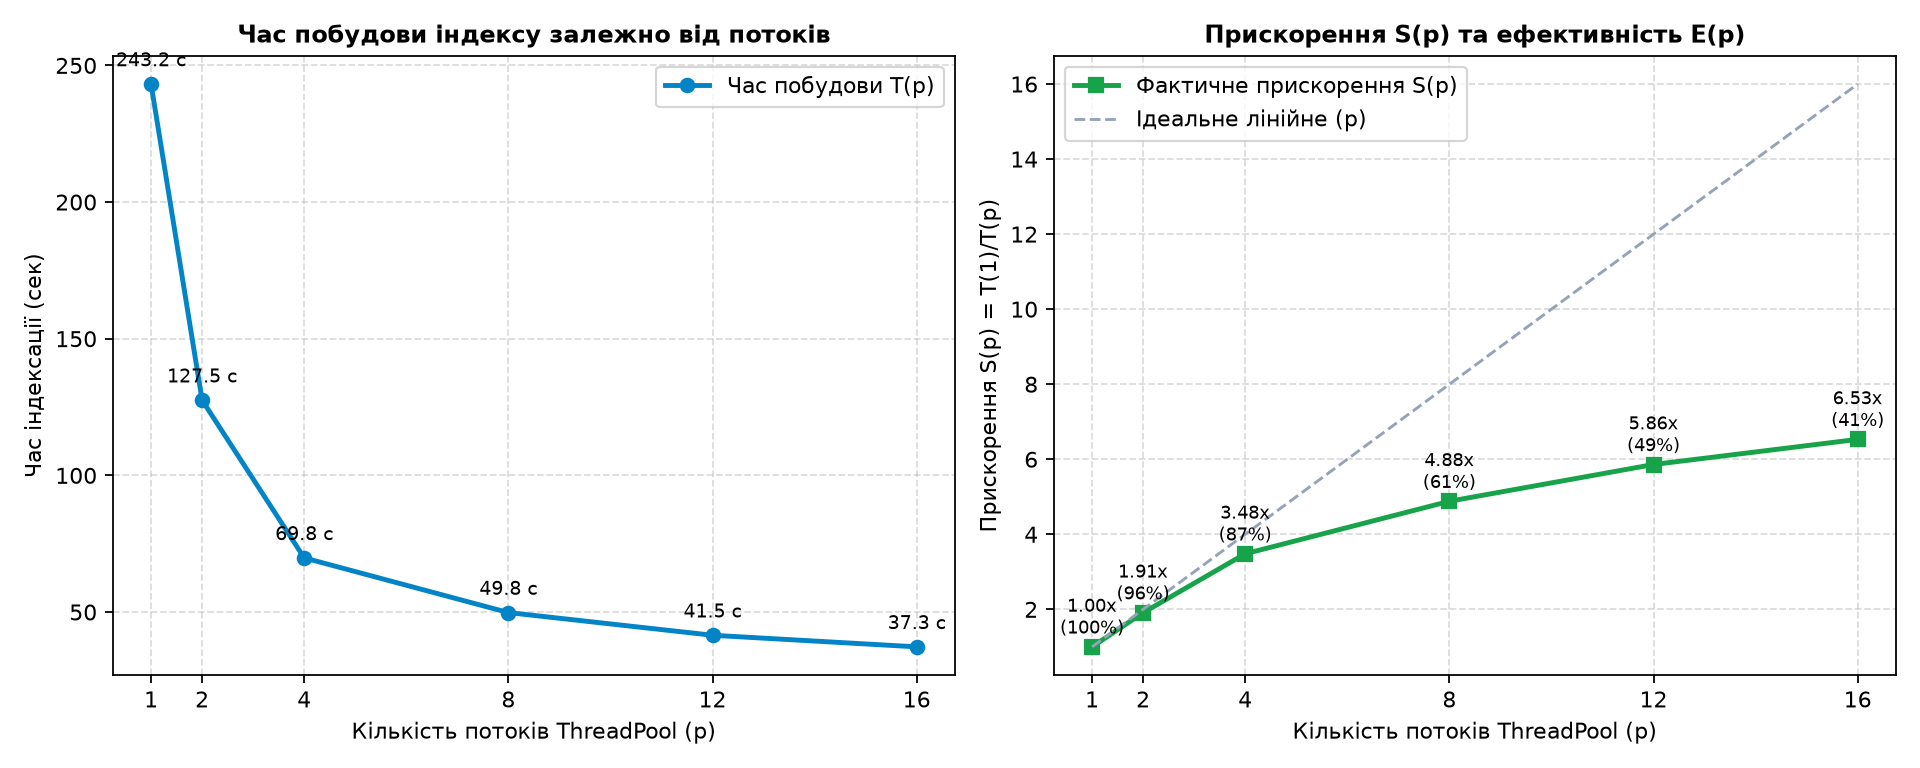 Час побудови індексу залежно від потоків
250
200
150
100
50
Час індексації (сек)
243.2 с
127.5 с
69.8 с
49.8 с
41.5 с
37.3 с
Час побудови T(p)
1 2 4 8 12 16
Кількість потоків ThreadPool (p)
Прискорення S(p) та ефективність E(p)
16
14
12
10
8
6
4
2
Прискорення S(p) = T(1)/T(p)
Фактичне прискорення S(p)
Ідеальне лінійне (p)
1.00x
(100%)
1.91x
(96%)
3.48x
(87%)
4.88x
(61%)
5.86x
(49%)
6.53x
(41%)
1 2 4 8 12 16
Кількість потоків ThreadPool (p)